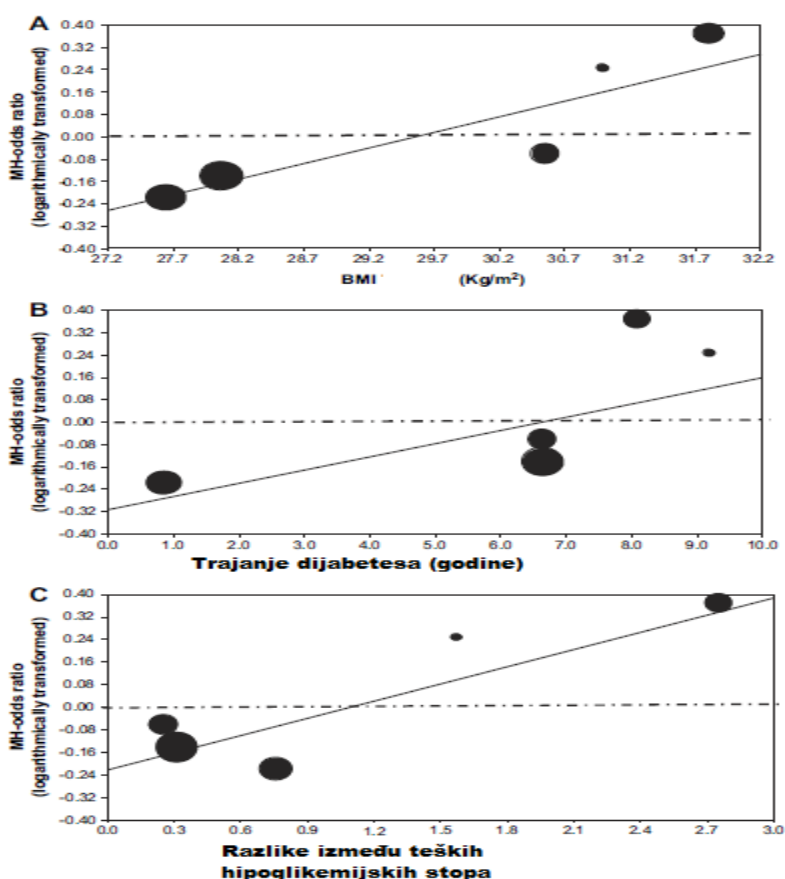 A
MH-odds ratio
(logarithmically transformed)
0.40
0.32
0.24
0.16
0.08
0.00
-0.08
-0.16
-0.24
-0.32
-0.40
27.2 27.7 28.2 28.7 29.2 29.7 30.2 30.7 31.2 31.7 32.2
BMI (Kg/m²)
B
MH-odds ratio
(logarithmically transformed)
0.40
0.32
0.24
0.16
0.08
0.00
-0.08
-0.16
-0.24
-0.32
-0.40
0.0 1.0 2.0 3.0 4.0 5.0 6.0 7.0 8.0 9.0 10.0
Trajanje dijabetesa (godine)
C
MH-odds ratio
(logarithmically transformed)
0.40
0.32
0.24
0.16
0.08
0.00
-0.08
-0.16
-0.24
-0.32
-0.40
0.0 0.3 0.6 0.9 1.2 1.5 1.8 2.1 2.4 2.7 3.0
Razlike između teških
hipoglikemijskih stopa